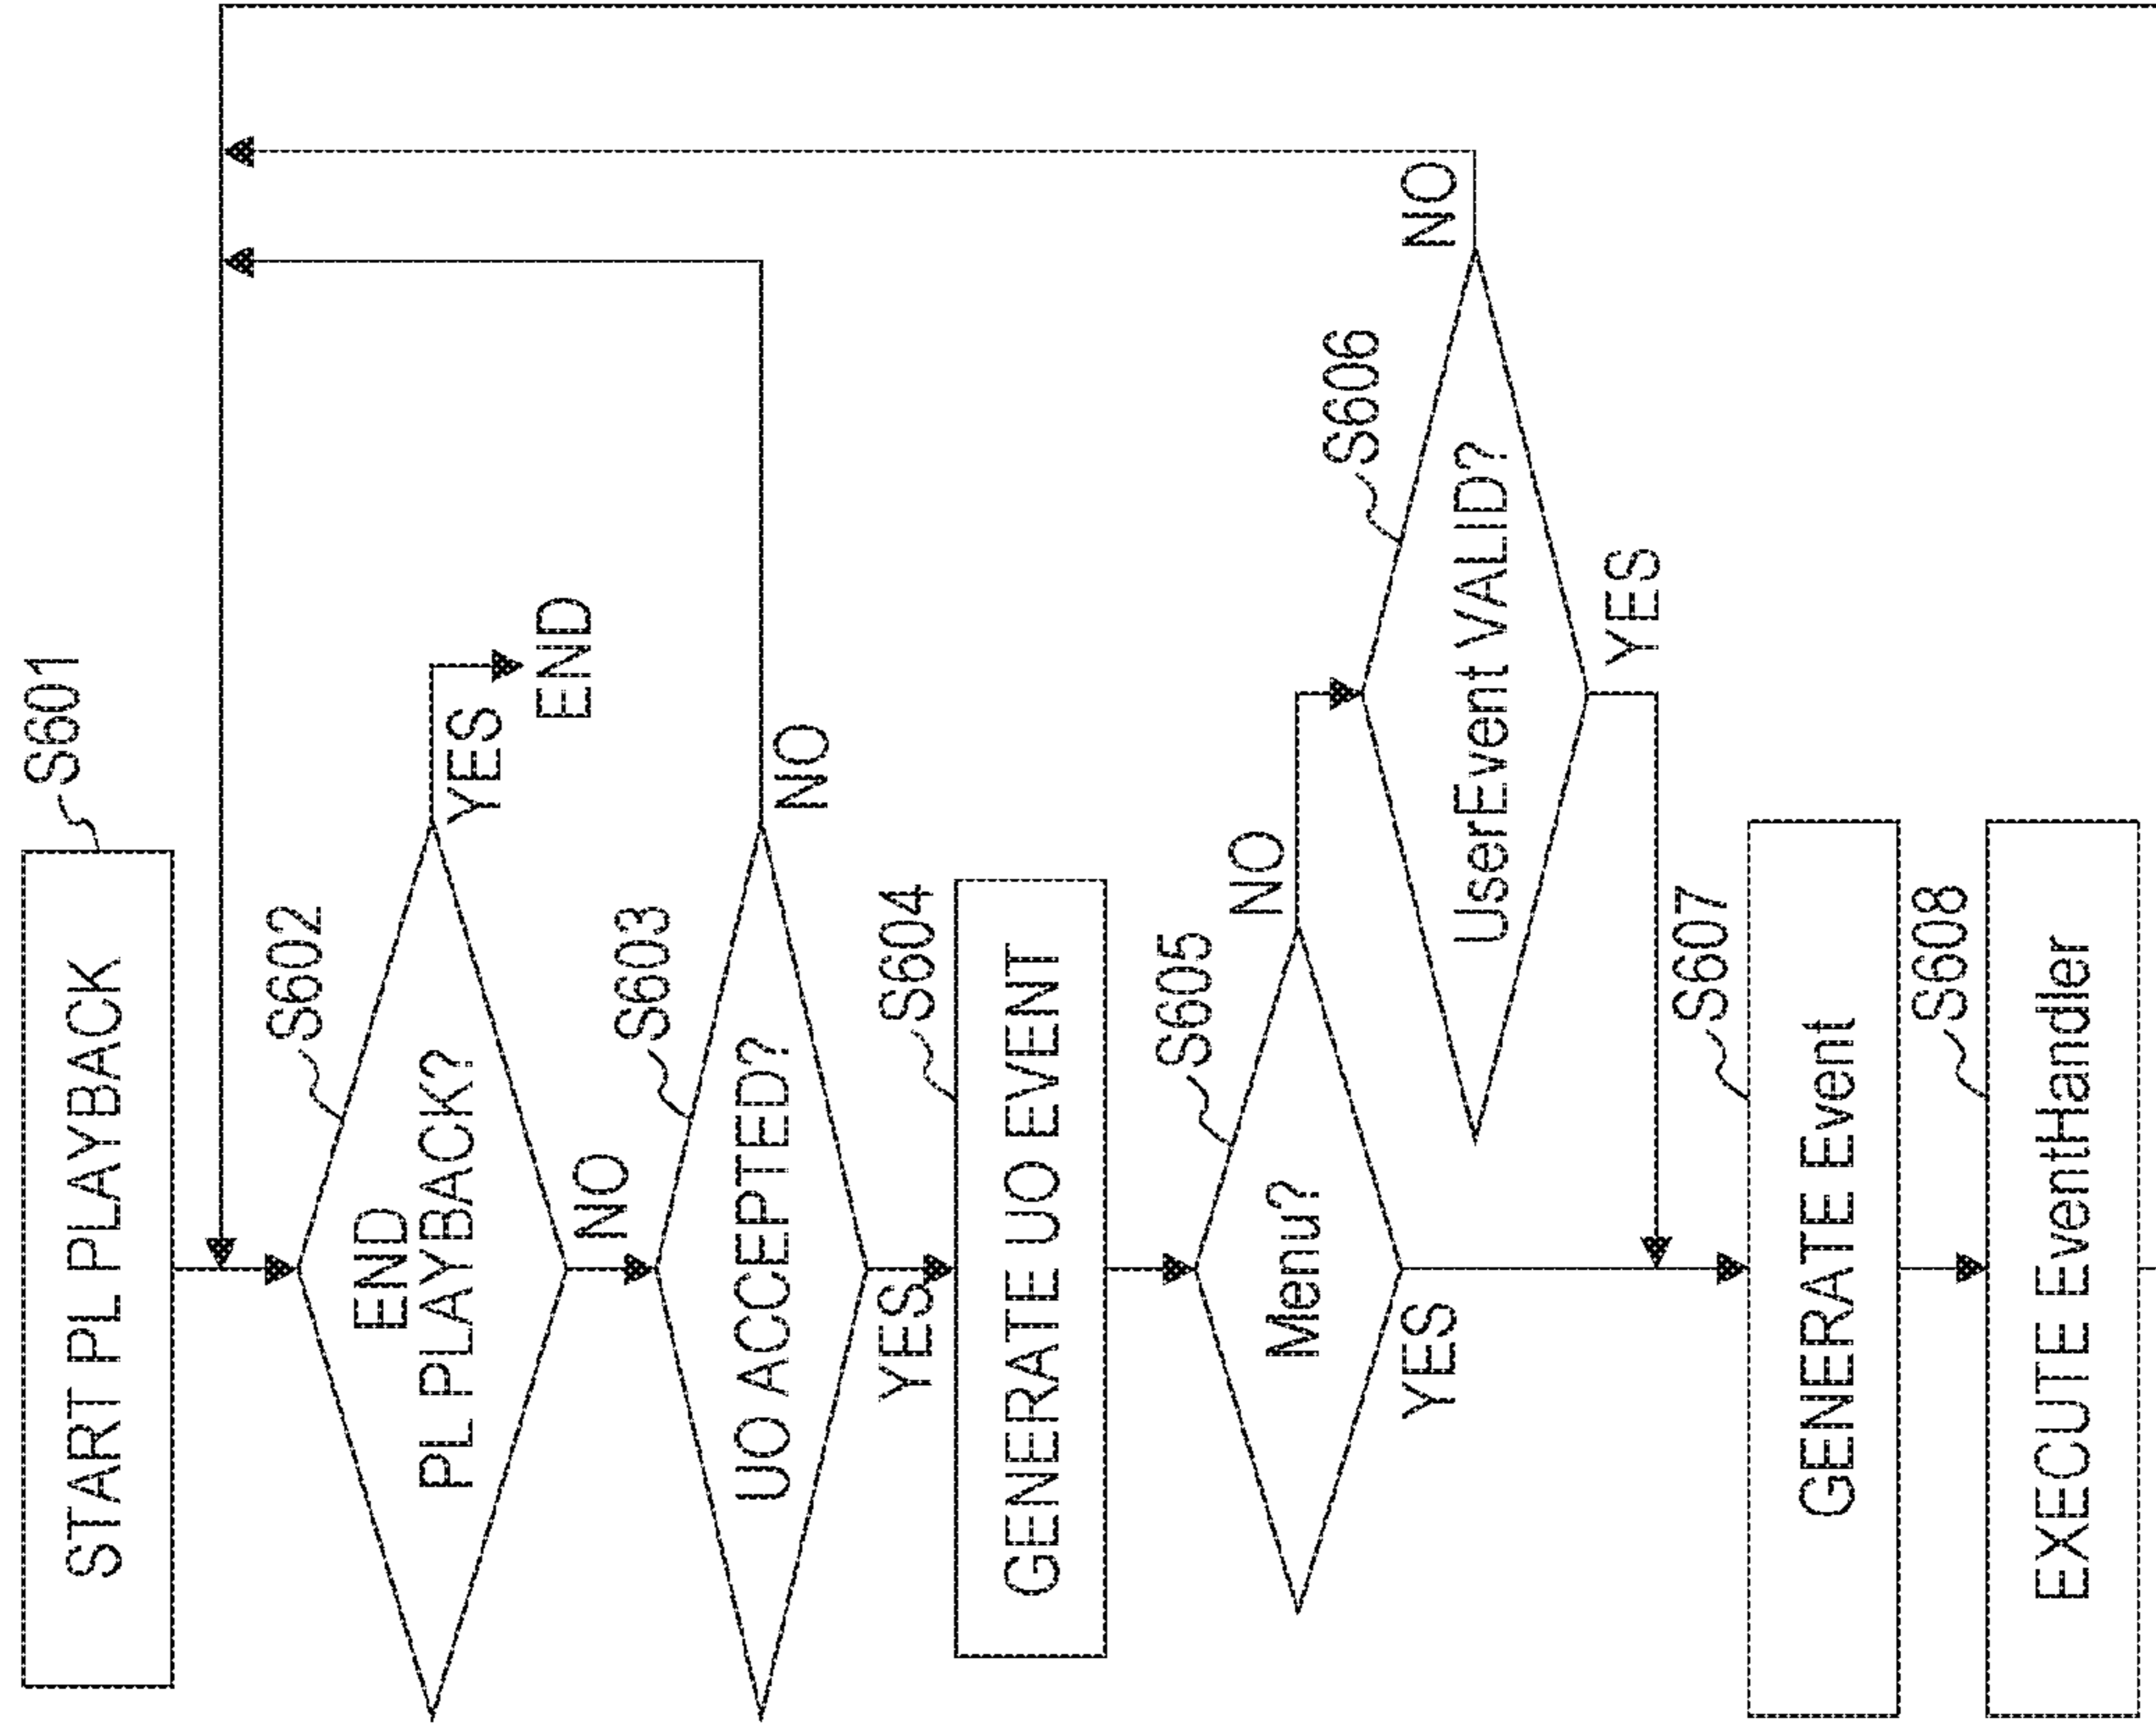 START PL PLAYBACK
S601
END
PL PLAYBACK?
S602
YES
END
NO
UO ACCEPTED?
S603
NO
YES
GENERATE UO EVENT
S604
Menu?
S605
NO
YES
UserEvent VALID?
S606
NO
YES
GENERATE Event
S607
EXECUTE EventHandler
S608